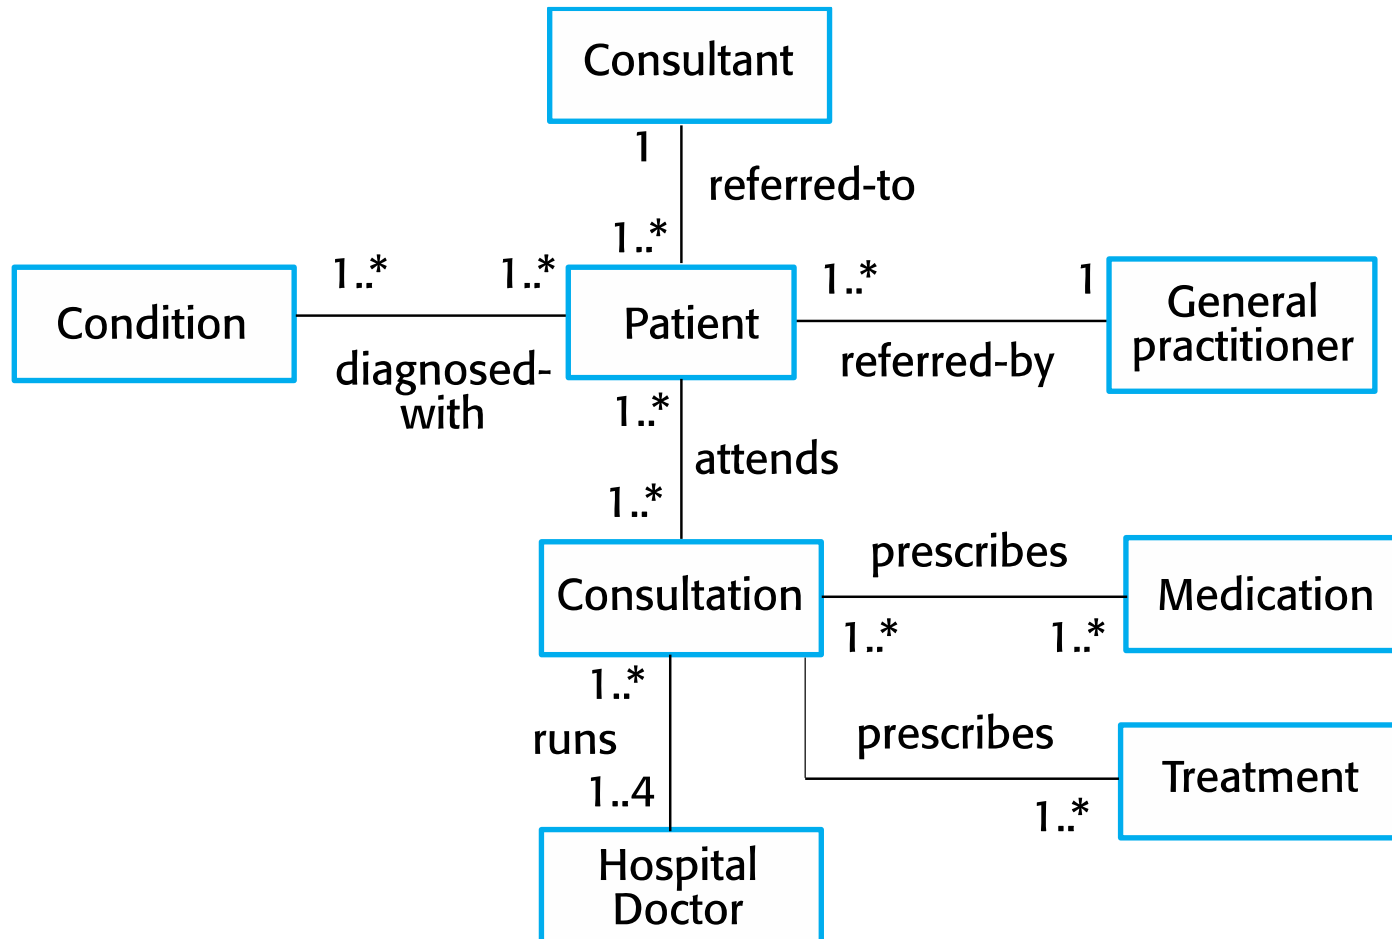 Consultant
1
referred-to
1..*
1..*
1..*
1..*
1
Condition
Patient
General
practitioner
diagnosed-
with
referred-by
1..*
attends
1..*
prescribes
Consultation
Medication
1..*
1..*
1..*
runs
prescribes
1..4
Treatment
1..*
Hospital
Doctor